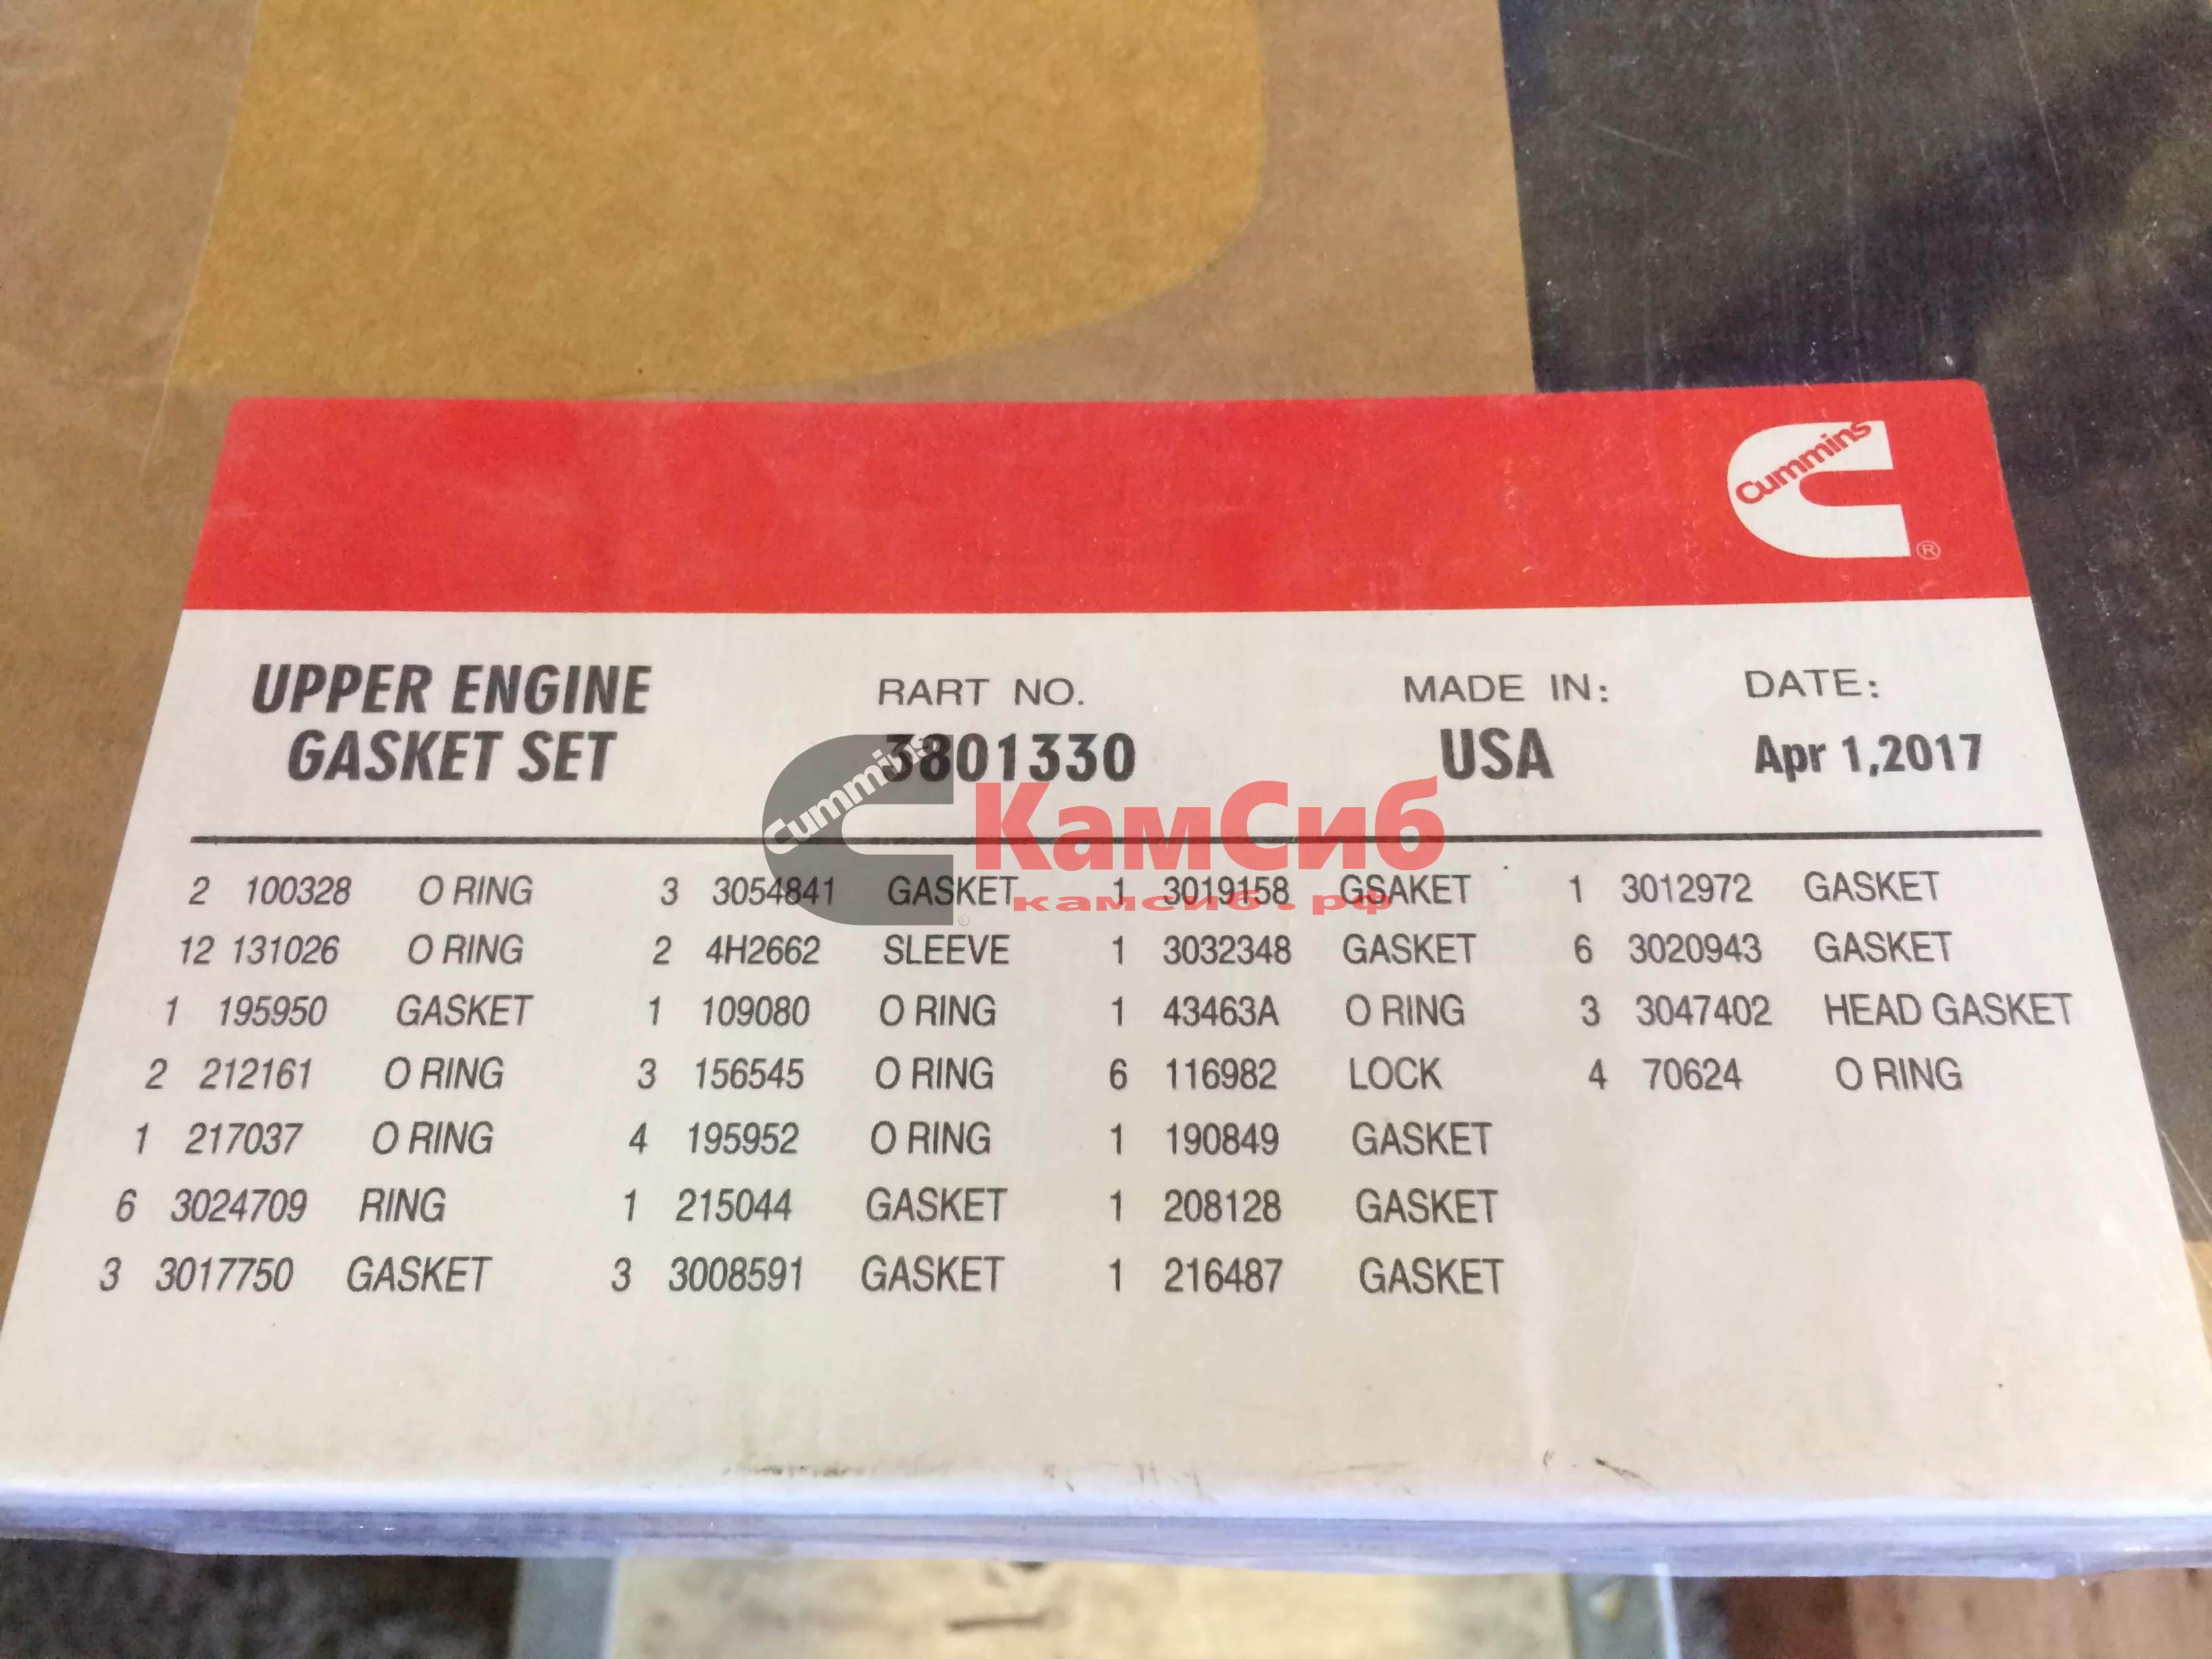 Cummins
®
UPPER ENGINE
GASKET SET
RART NO.
3801330
MADE IN:
USA
DATE:
Apr 1,2017
Cummins
КамСиб
камсиб.рф
2 100328 O RING 3 3054841 GASKET 1 3019158 GSAKET 1 3012972 GASKET
12 131026 O RING 2 4H2662 SLEEVE 1 3032348 GASKET 6 3020943 GASKET
1 195950 GASKET 1 109080 O RING 1 43463A O RING 3 3047402 HEAD GASKET
2 212161 O RING 3 156545 O RING 6 116982 LOCK 4 70624 O RING
1 217037 O RING 4 195952 O RING 1 190849 GASKET
6 3024709 RING 1 215044 GASKET 1 208128 GASKET
3 3017750 GASKET 3 3008591 GASKET 1 216487 GASKET